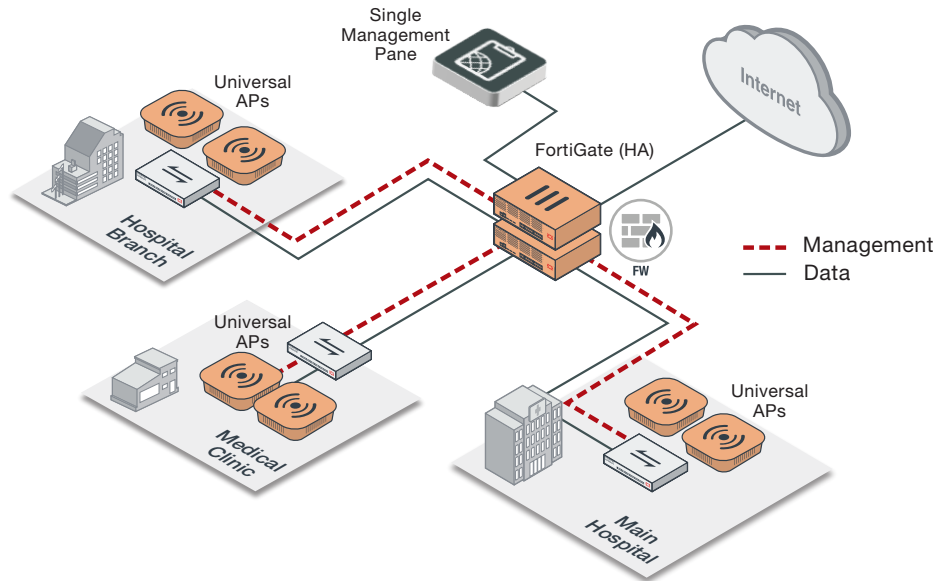 Single
Management
Pane
Internet
Universal
APs
FortiGate (HA)
Hospital
Branch
FW
Management
Data
Universal
APs
Medical
Clinic
Universal
APs
Main
Hospital